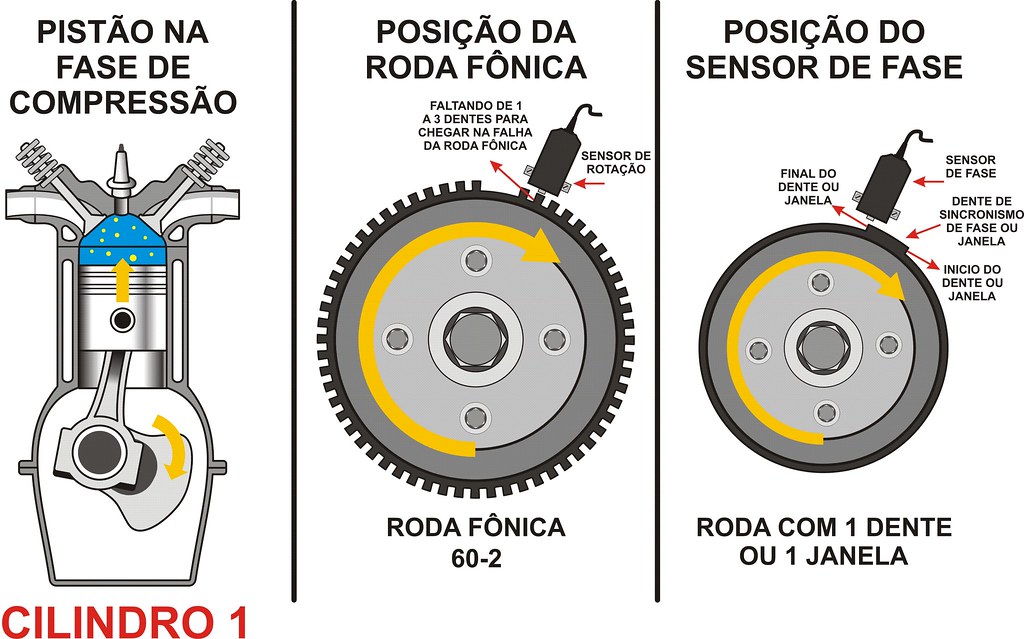 PISTÃO NA
FASE DE
COMPRESSÃO
CILINDRO 1
POSIÇÃO DA
RODA FÔNICA
FALTANDO DE 1
A 3 DENTES PARA
CHEGAR NA FALHA
DA RODA FÔNICA
SENSOR DE
ROTAÇÃO
RODA FÔNICA
60-2
POSIÇÃO DO
SENSOR DE FASE
FINAL DO
DENTE OU
JANELA
SENSOR
DE FASE
DENTE DE
SINCRONISMO
DE FASE OU
JANELA
INICIO DO
DENTE OU
JANELA
RODA COM 1 DENTE
OU 1 JANELA